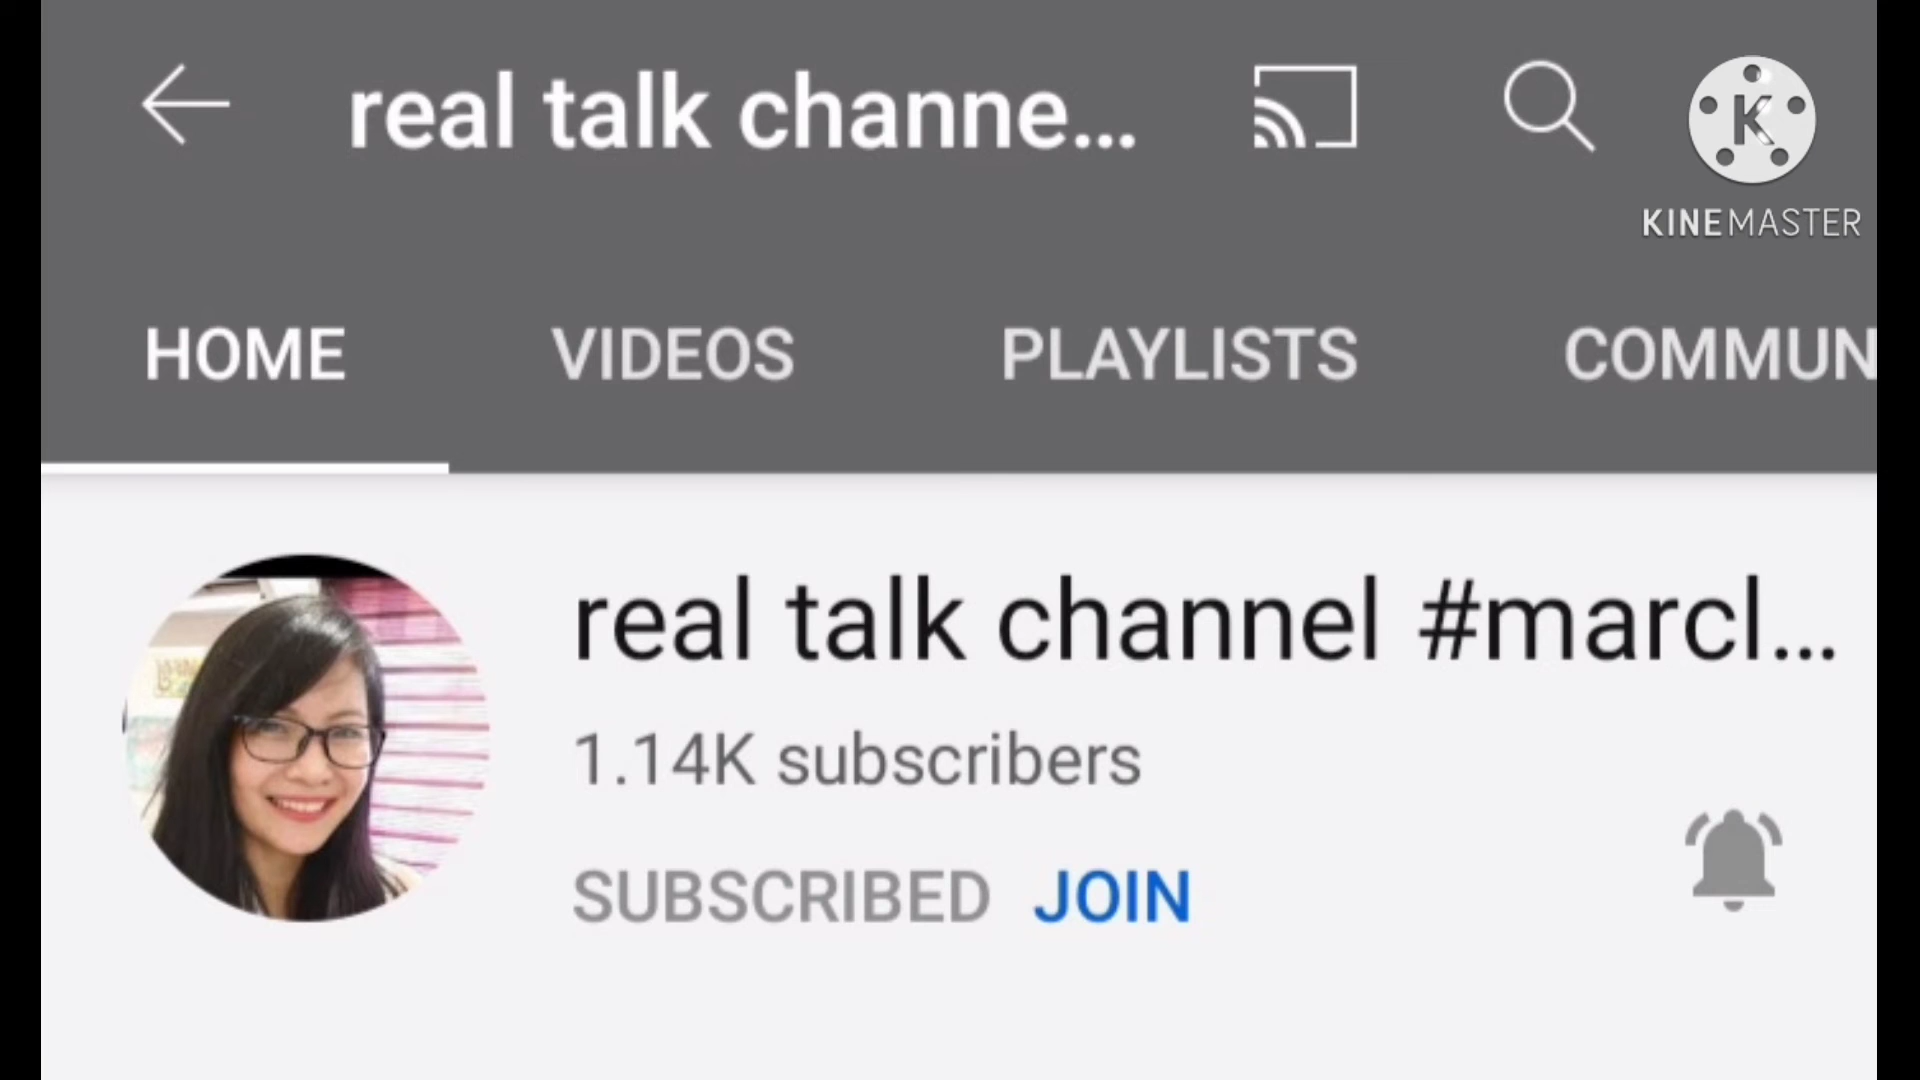 real talk channe...
K
KINEMASTER
HOME VIDEOS PLAYLISTS COMMUN
real talk channel #marcl...
1.14K subscribers
SUBSCRIBED JOIN